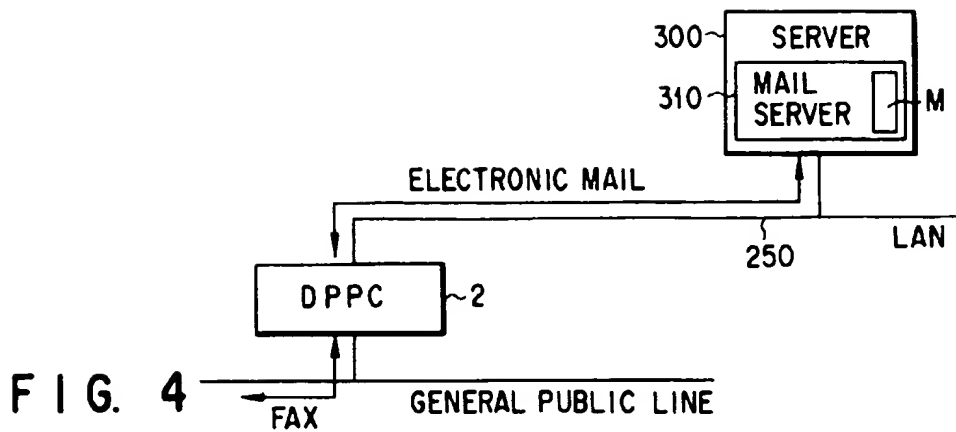 300
SERVER
310
MAIL
SERVER
M
ELECTRONIC MAIL
250
LAN
DPPC
2
FIG. 4
FAX
GENERAL PUBLIC LINE